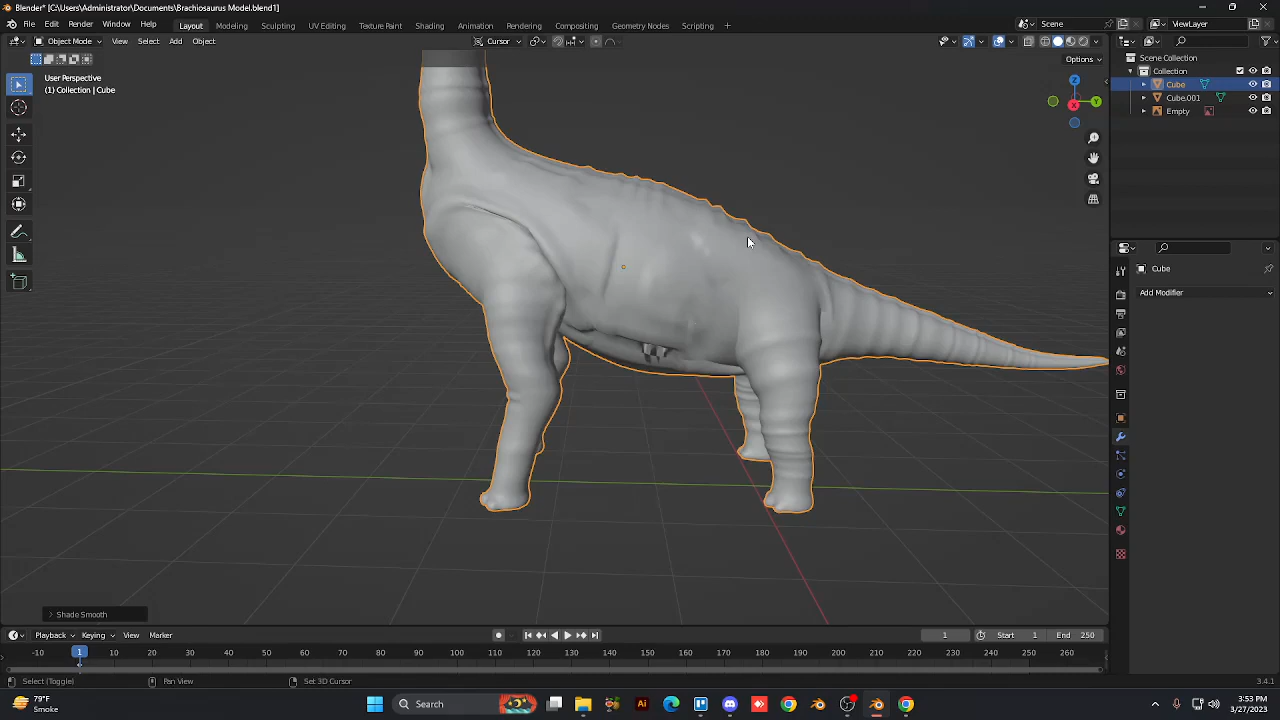 Blender* [C:\Users\Administrator\Documents\Brachiosaurus Model.blend1]
File Edit Render Window Help Layout Modeling Sculpting UV Editing Texture Paint Shading Animation Rendering Compositing Geometry Nodes Scripting + Scene ViewLayer
Object Mode View Select Add Object Cursor
Options
User Perspective
(1) Collection | Cube
Z
Y
X
Scene Collection
Collection
Cube
Cube.001
Empty
Cube
Add Modifier
> Shade Smooth
Playback Keying View Marker 1 Start 1 End 250
-10 1 10 20 30 40 50 60 70 80 90 100 110 120 130 140 150 160 170 180 190 200 210 220 230 240 250 260
Select (Toggle) Pan View Set 3D Cursor 3.4.1
79°F
Smoke
Search
Ai
3:53 PM
3/27/2023